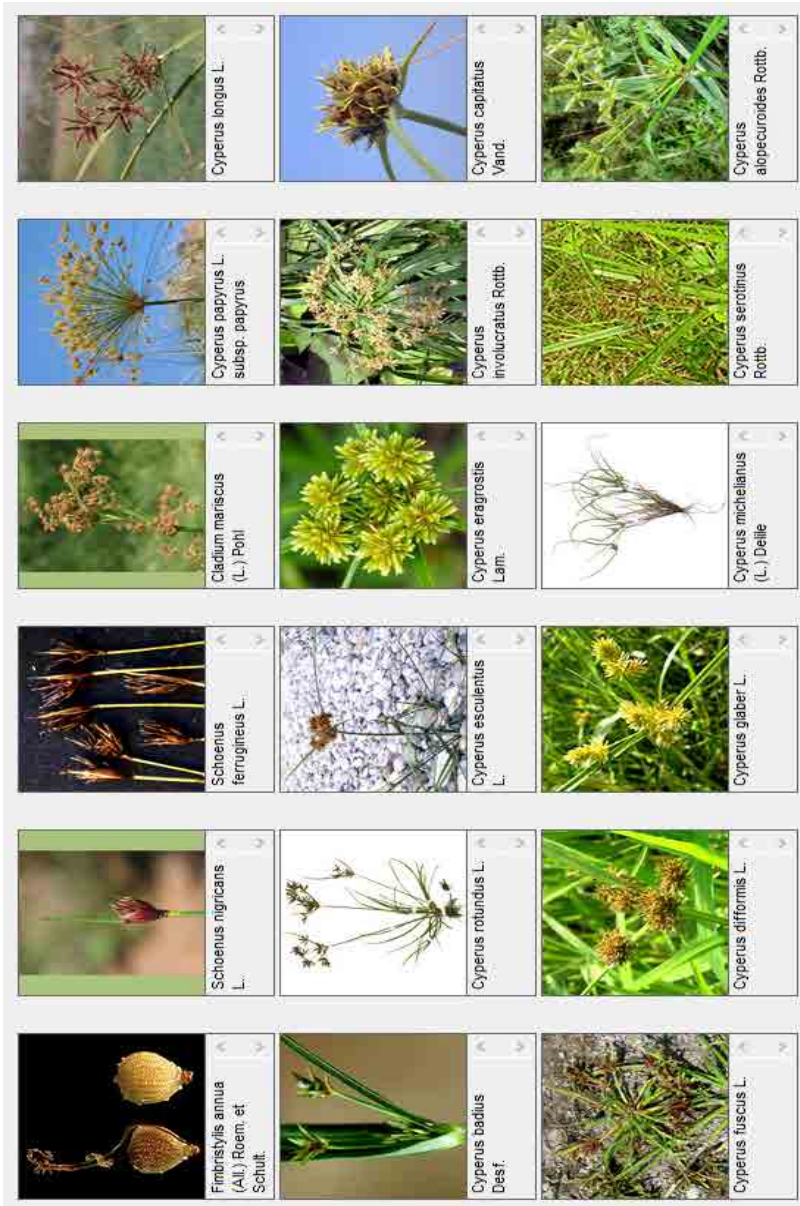 Fimbristylis annua
(All.) Roem. et
Schult.
Schoenus nigricans
L.
Schoenus
ferrugineus L.
Cladium mariscus
(L.) Pohl
Cyperus papyrus L.
subsp. papyrus
Cyperus longus L.
Cyperus badius
Desf.
Cyperus rotundus L.
Cyperus esculentus
L.
Cyperus eragrostis
Lam.
Cyperus
involucratus Rottb.
Cyperus capitatus
Vand.
Cyperus fuscus L.
Cyperus difformis L.
Cyperus glaber L.
Cyperus michelianus
(L.) Delile
Cyperus serotinus
Rottb.
Cyperus
alopecuroides Rottb.